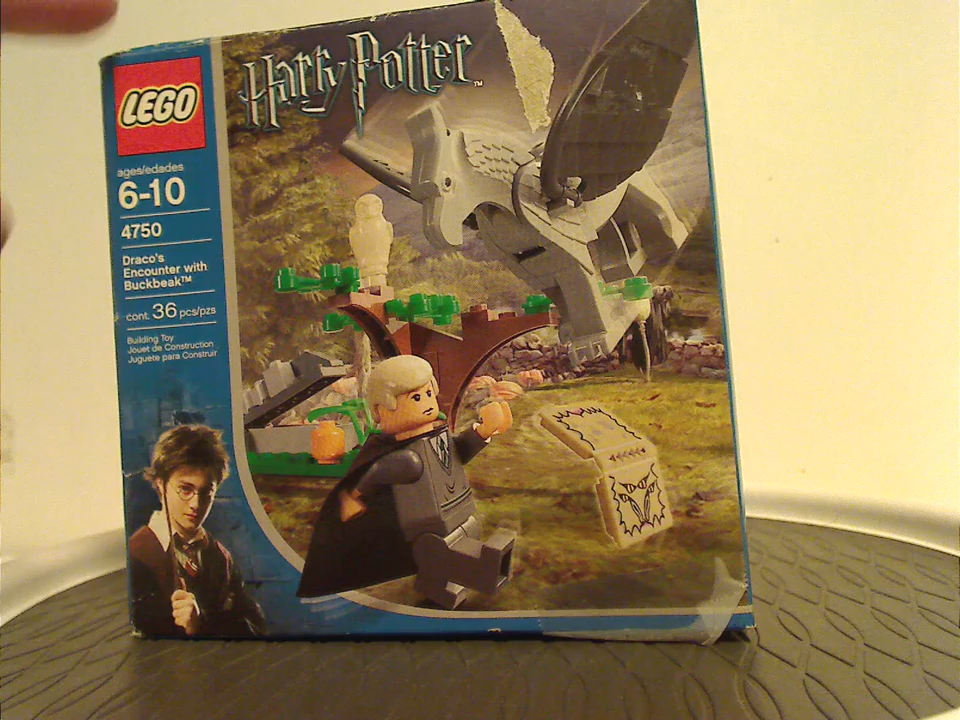 LEGO
Harry Potter™
ages/edades
6-10
4750
Draco's
Encounter with
Buckbeak™
cont. 36 pcs/pzs
Building Toy
Jouet de Construction
Juguete para Construir